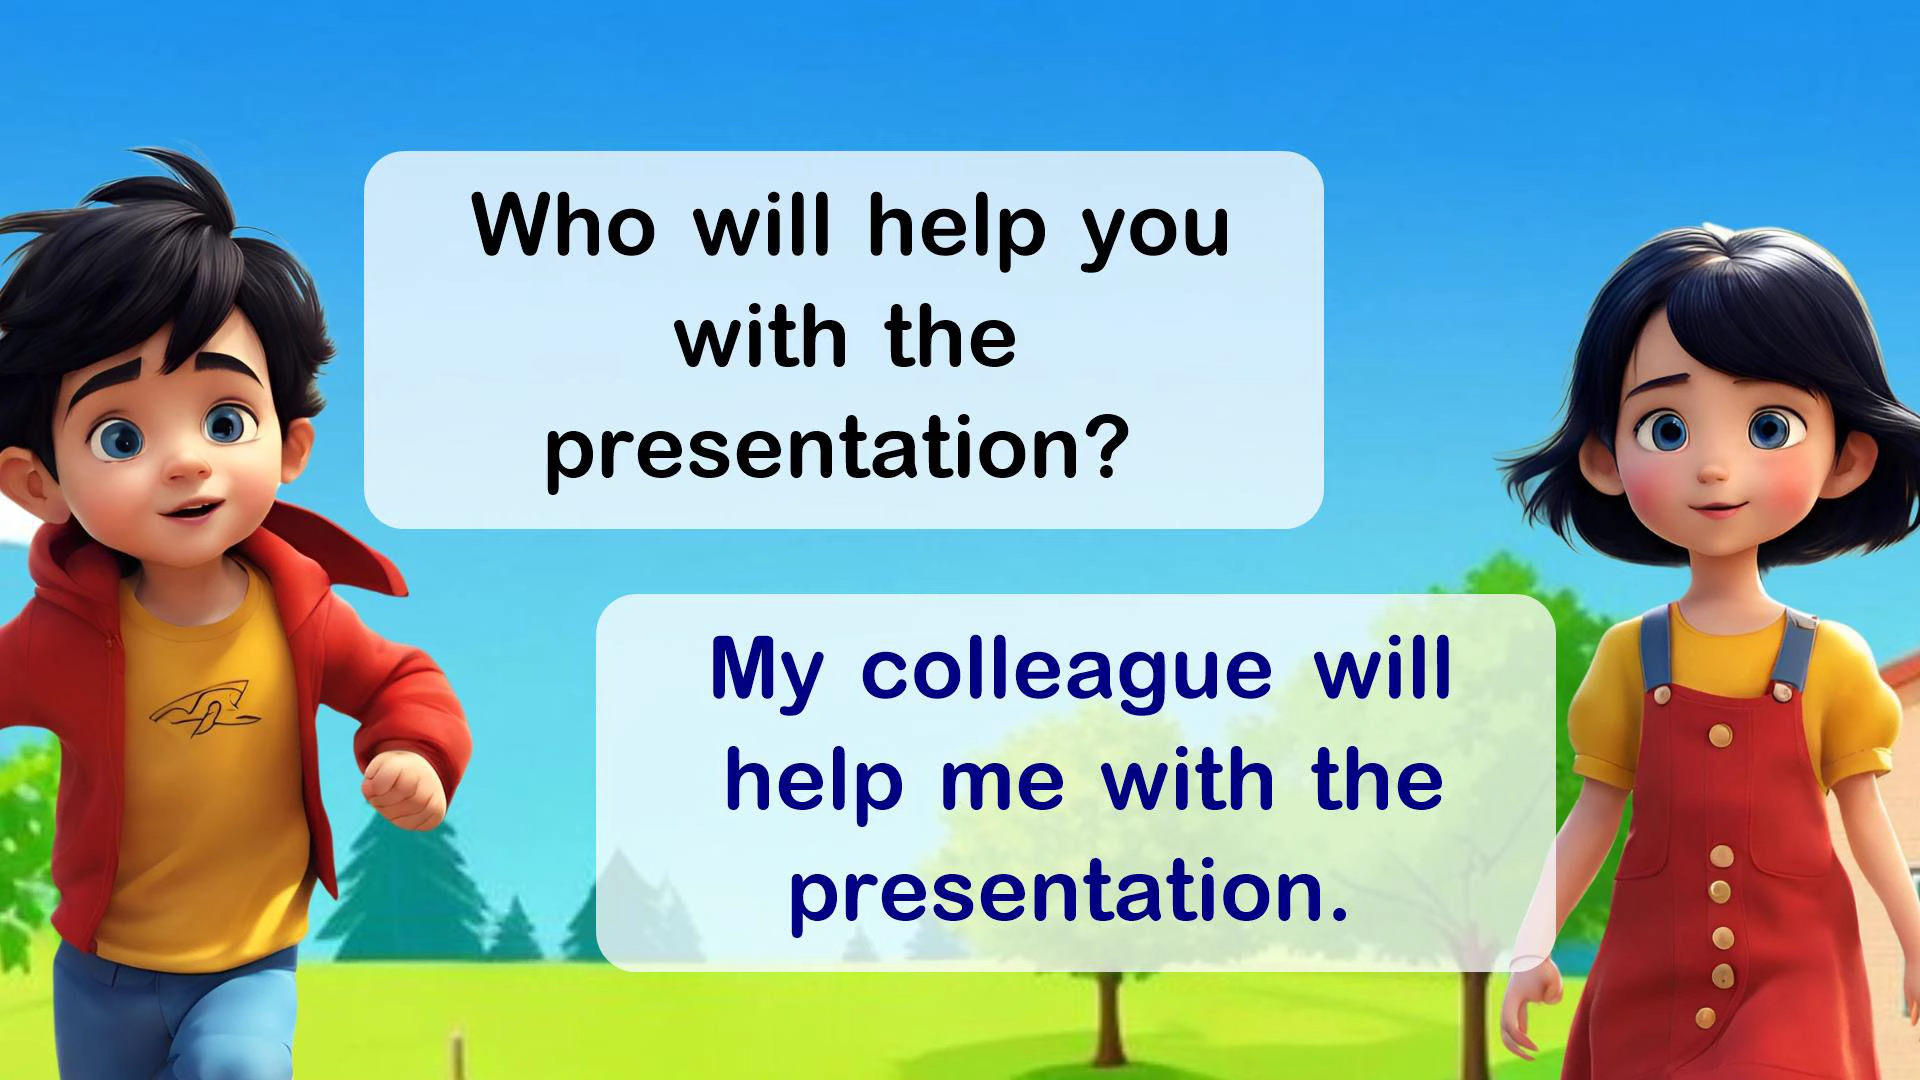 Who will help you
with the
presentation?
My colleague will
help me with the
presentation.